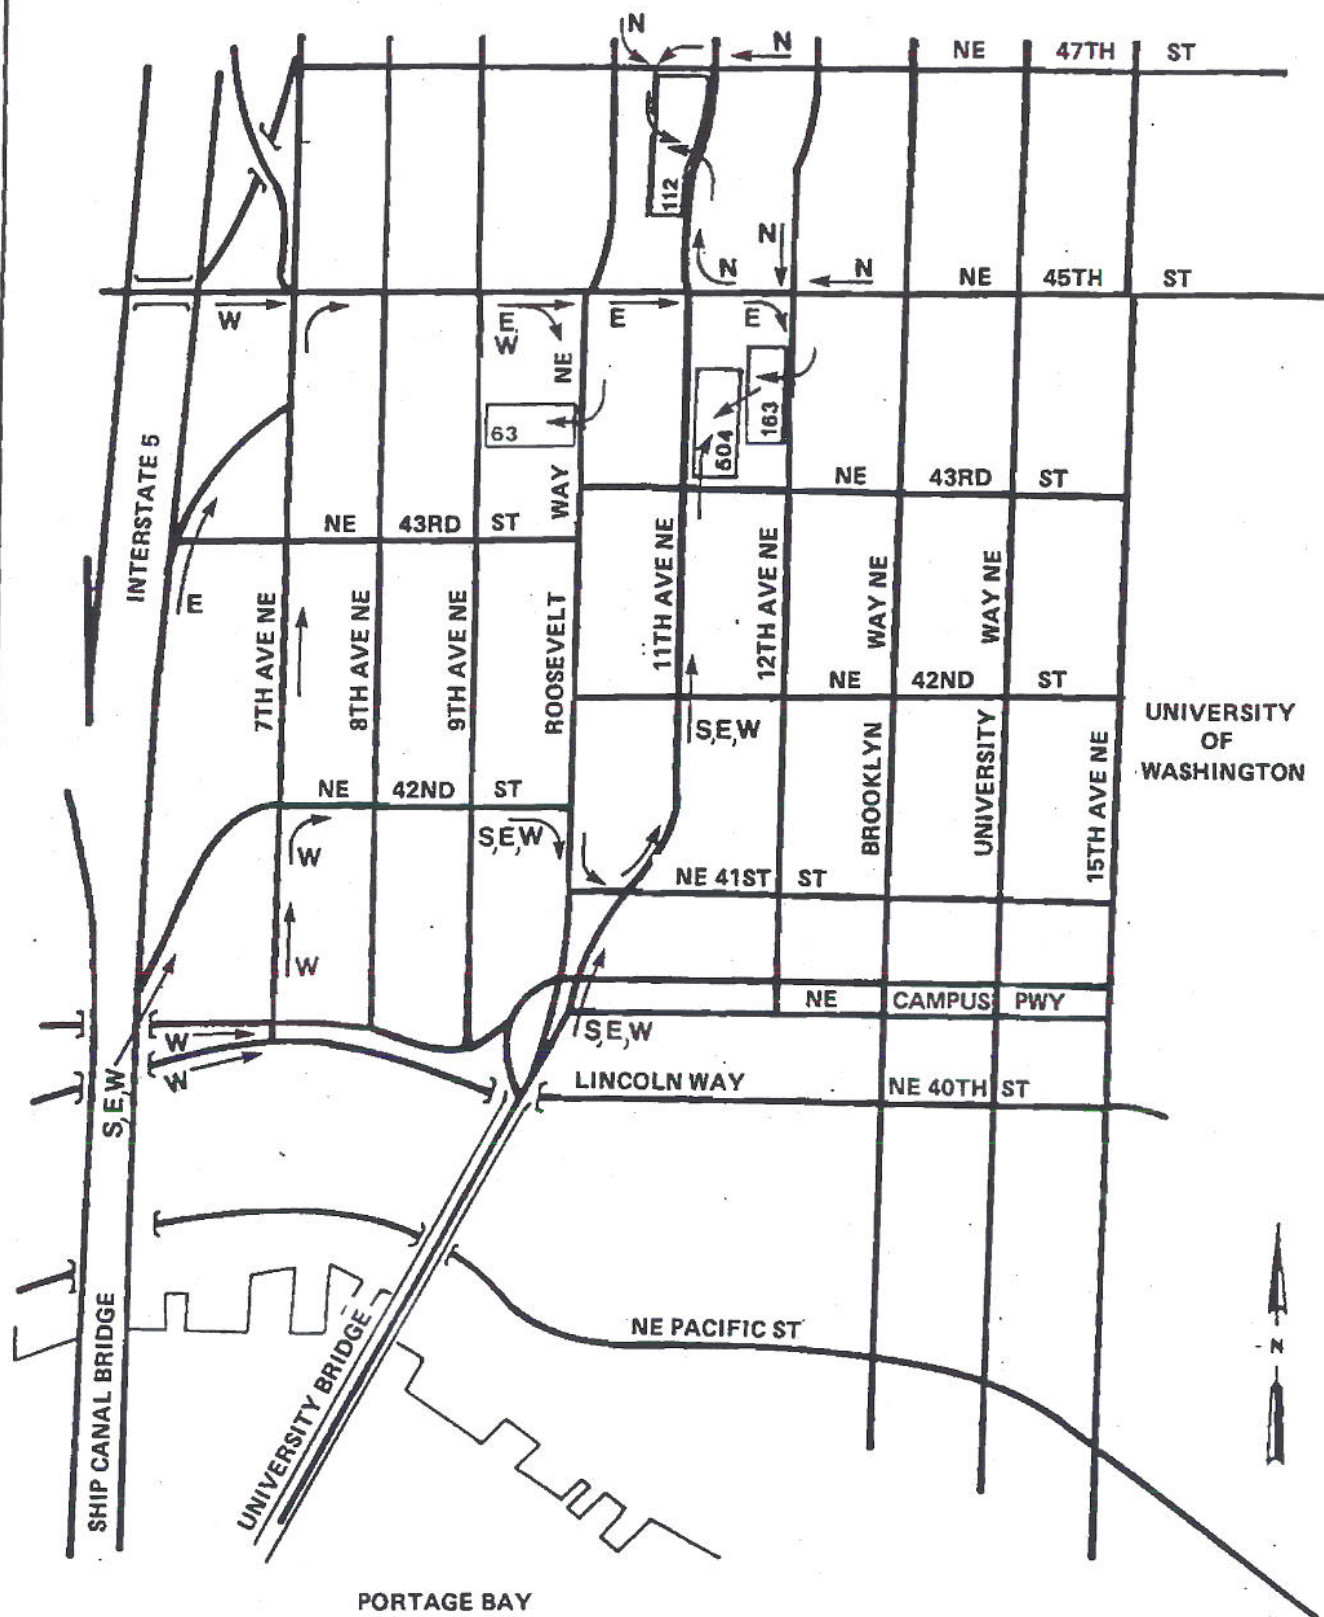 N
N
NE 47TH ST
112
N
N
N
NE 45TH ST
W
E
W
E
E
NE
63
504
163
INTERSTATE 5
WAY
NE 43RD ST
NE 43RD ST
E
7TH AVE NE
8TH AVE NE
9TH AVE NE
ROOSEVELT
11TH AVE NE
12TH AVE NE
WAY NE
WAY NE
NE 42ND ST
S,E,W
BROOKLYN
UNIVERSITY
15TH AVE NE
UNIVERSITY
OF
WASHINGTON
NE 42ND ST
W
S,E,W
NE 41ST ST
W
NE CAMPUS PWY
W
W
S,E,W
S,E,W
LINCOLN WAY
NE 40TH ST
SHIP CANAL BRIDGE
UNIVERSITY BRIDGE
NE PACIFIC ST
N
PORTAGE BAY